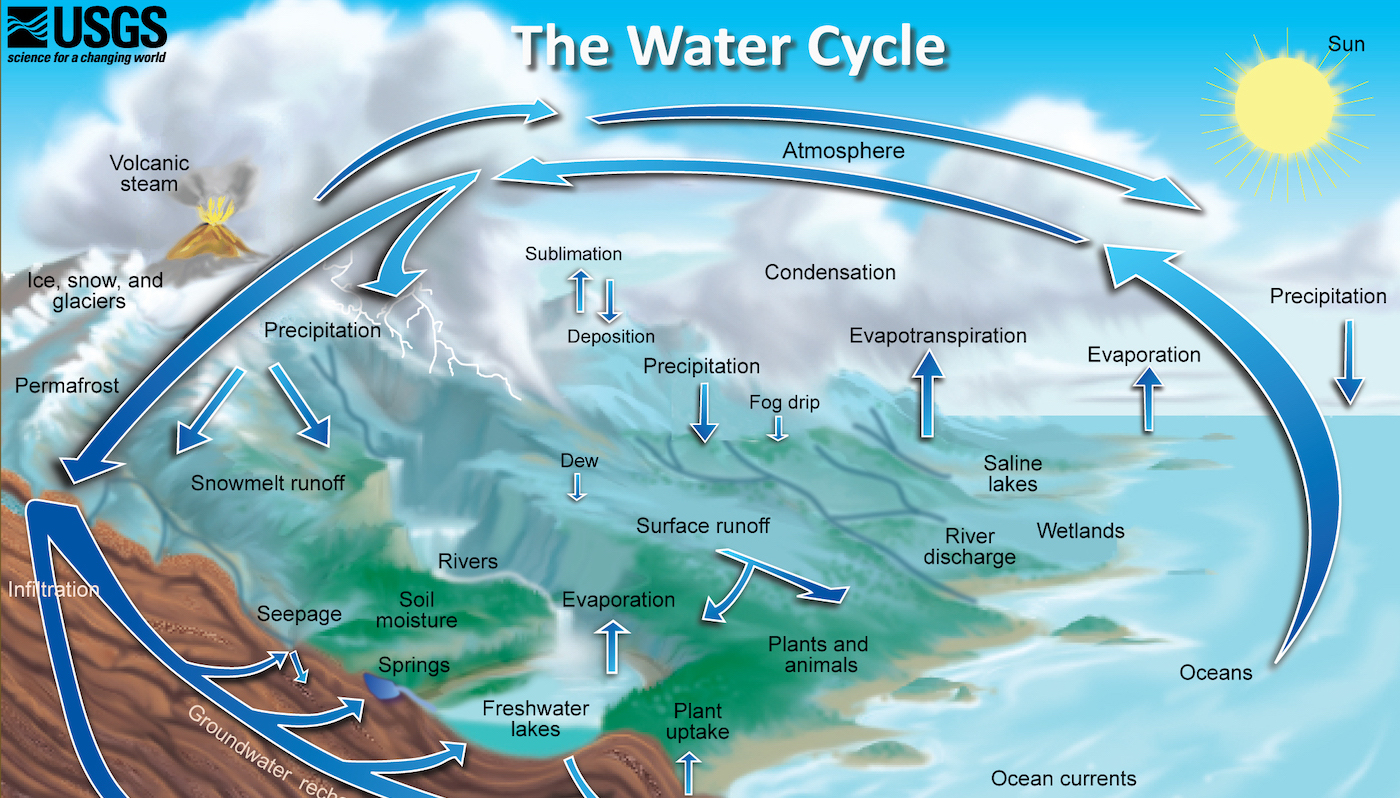 USGS
science for a changing world
The Water Cycle
Sun
Atmosphere
Volcanic
steam
Sublimation
Condensation
Ice, snow, and
glaciers
Precipitation
Precipitation
Deposition
Evapotranspiration
Evaporation
Precipitation
Permafrost
Fog drip
Dew
Saline
lakes
Snowmelt runoff
Surface runoff
Wetlands
River
discharge
Rivers
Infiltration
Evaporation
Soil
moisture
Seepage
Plants and
animals
Springs
Oceans
Freshwater
lakes
Plant
uptake
Groundwater
Ocean currents